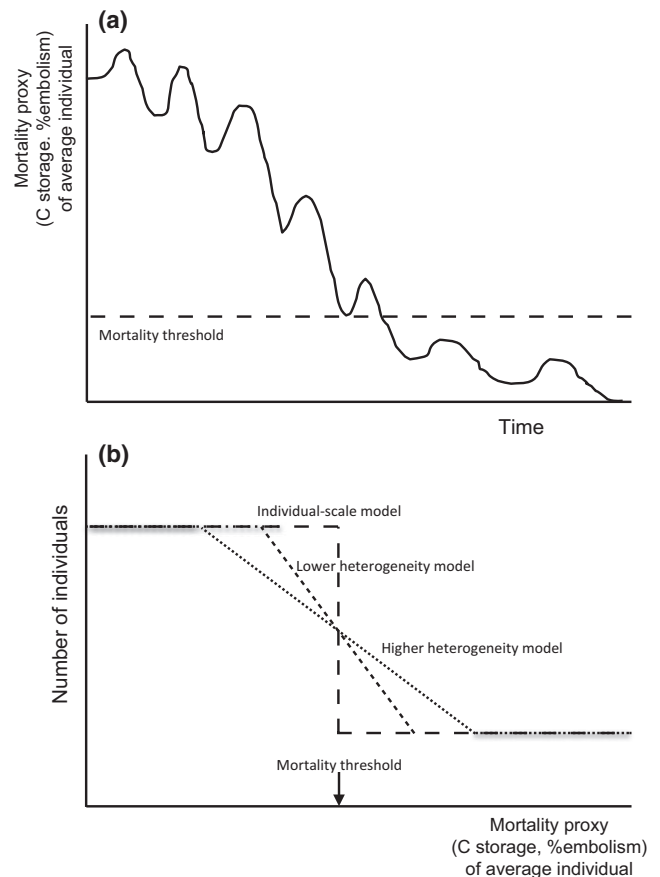 (a)
Mortality proxy
(C storage. %embolism)
of average individual
Mortality threshold
Time
(b)
Number of individuals
Individual-scale model
Lower heterogeneity model
Higher heterogeneity model
Mortality threshold
Mortality proxy
(C storage, %embolism)
of average individual